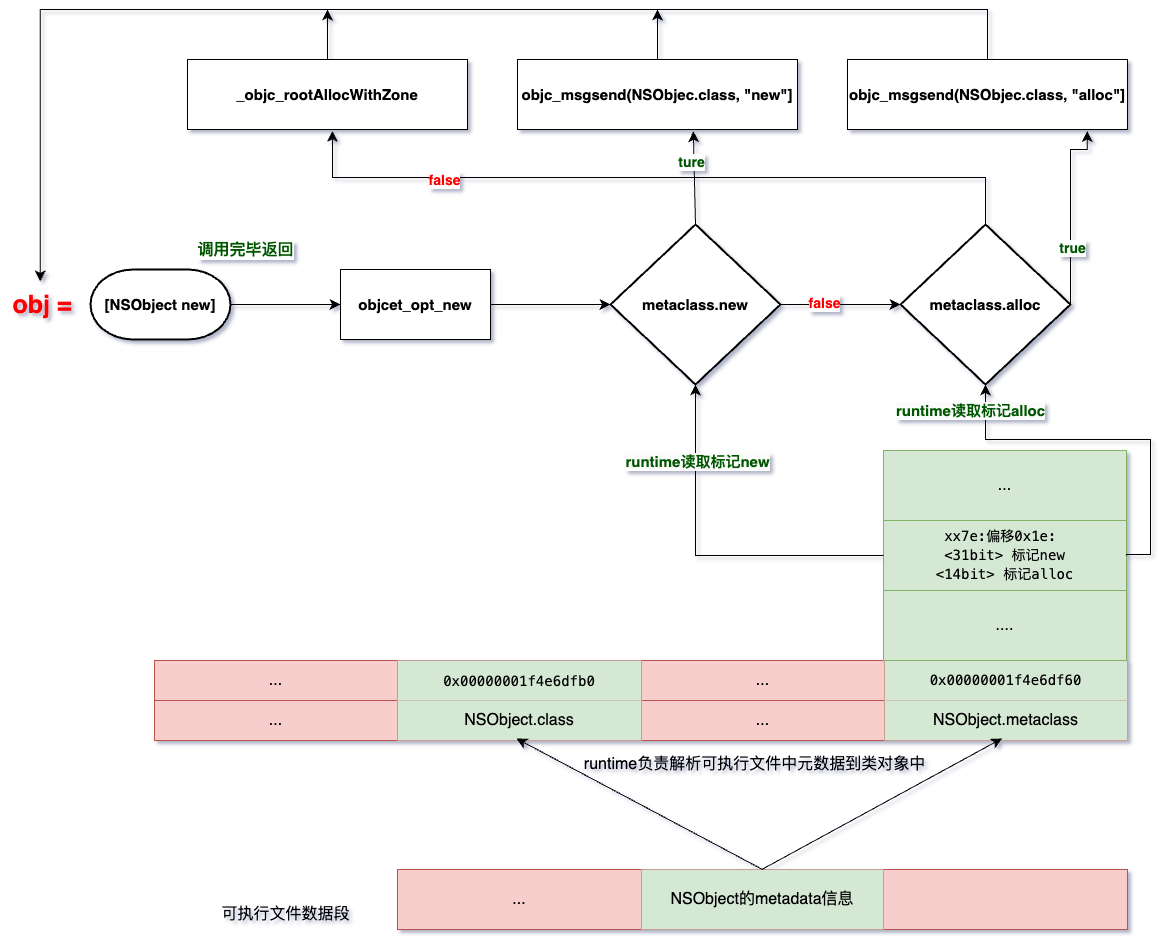 _objc_rootAllocWithZone
objc_msgsend(NSObjec.class, "new"]
objc_msgsend(NSObjec.class, "alloc"]
ture
false
调用完毕返回
true
obj =
[NSObject new]
objcet_opt_new
metaclass.new
false
metaclass.alloc
runtime读取标记alloc
runtime读取标记new
...
xx7e:偏移0x1e:
<31bit> 标记new
<14bit> 标记alloc
....
...
0x00000001f4e6dfb0
...
0x00000001f4e6df60
...
NSObject.class
...
NSObject.metaclass
runtime负责解析可执行文件中元数据到类对象中
...
NSObject的metadata信息
可执行文件数据段